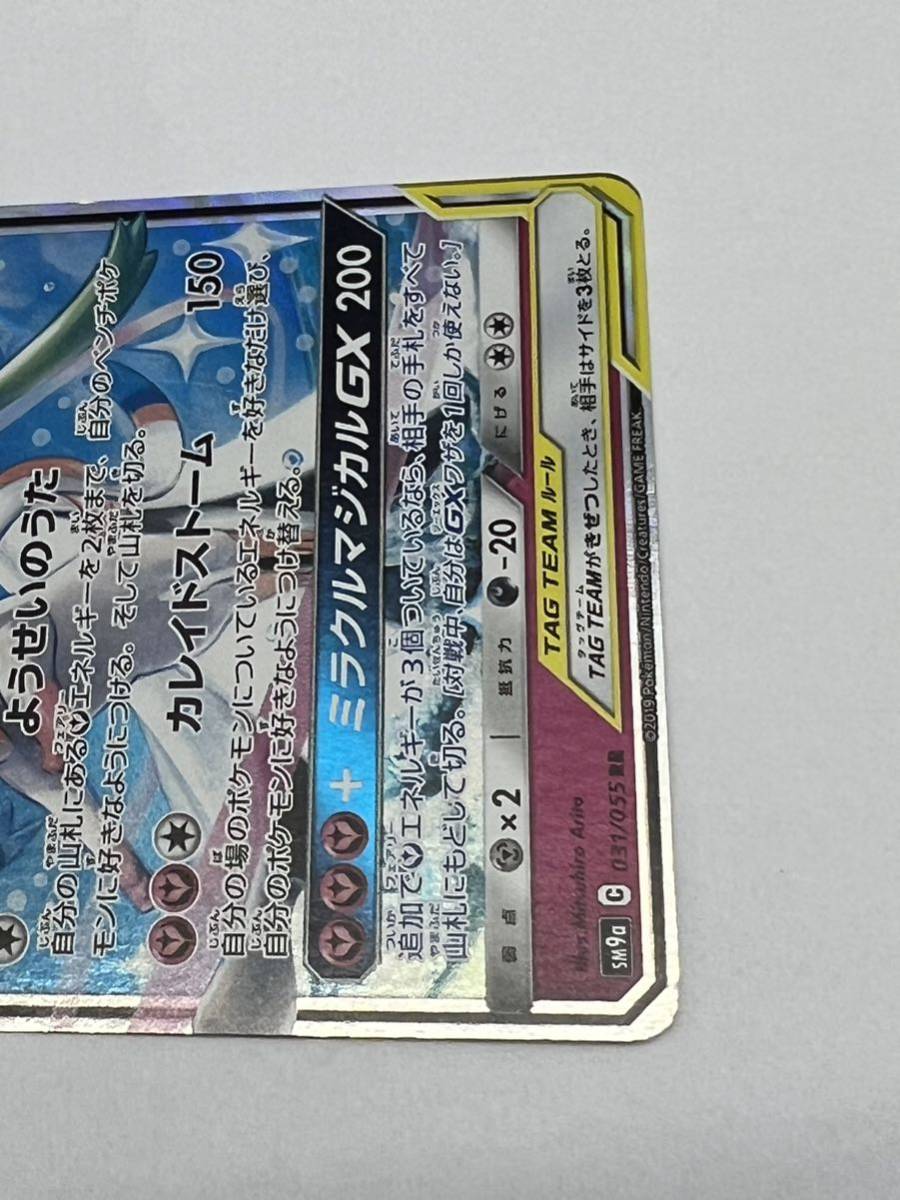 ようせいのうた
自分の山札にあるエネルギーを2枚まで、自分のベンチポケ
モンに好きなようにつける。そして山札を切る。
カレイドストーム 150
自分の場のポケモンについているエネルギーを好きなだけ選び、
自分のポケモンに好きなようにつけ替える。
+ ミラクルマジカルGX 200
追加でエネルギーが3個ついているなら、相手の手札をすべて
山札にもどして切る。[対戦中、自分はGXワザを1回しか使えない。]
弱点 ×2 抵抗力 -20 にげる
TAG TEAM ルール
TAG TEAMがきぜつしたとき、相手はサイドを3枚とる。
Illus. Mitsuhiro Arita
SM9a C 031/055 RR
©2019 Pokémon/Nintendo/Creatures/GAME FREAK